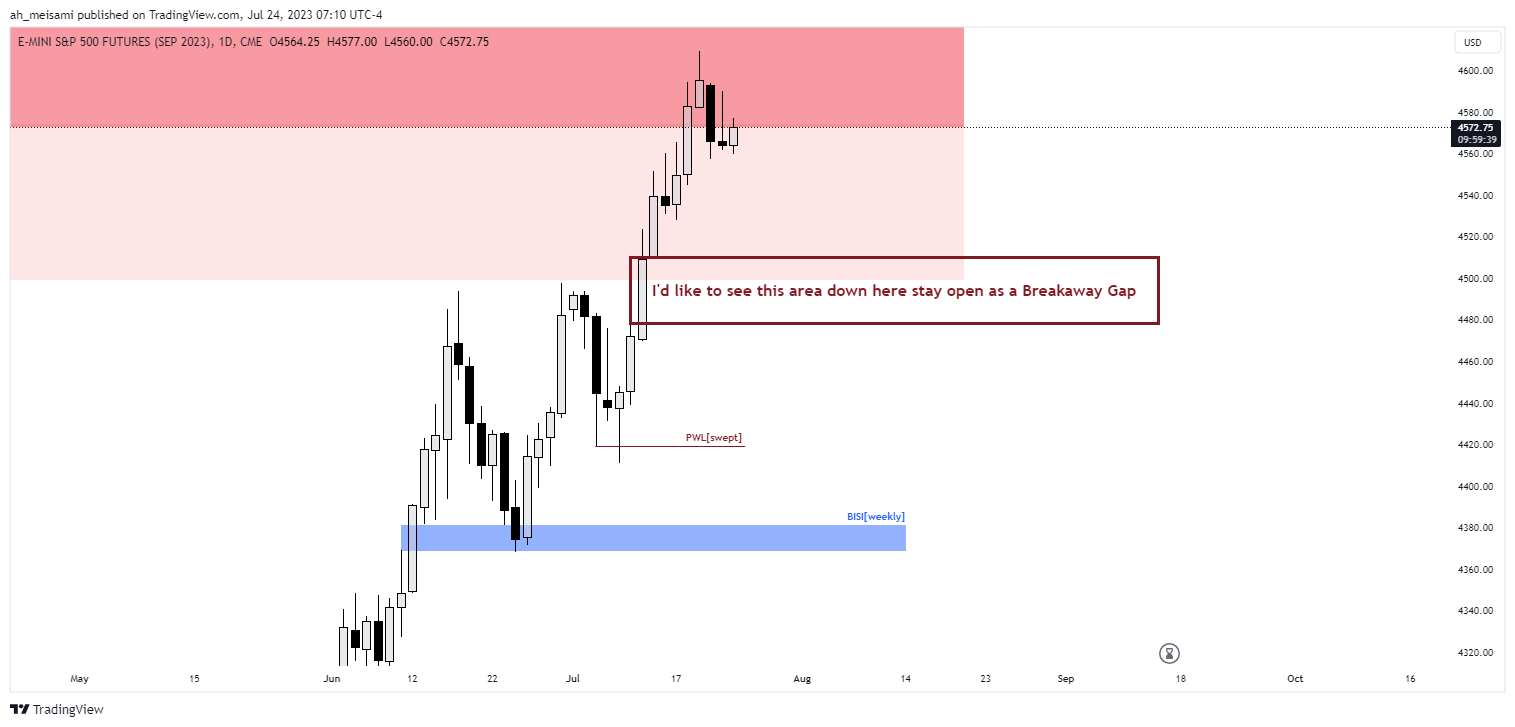 ah_meisami published on TradingView.com, Jul 24, 2023 07:10 UTC-4
E-MINI S&P 500 FUTURES (SEP 2023), 1D, CME O4564.25 H4577.00 L4560.00 C4572.75
USD
4600.00
4580.00
4572.75
09:59:39
4560.00
4540.00
4520.00
4500.00
I'd like to see this area down here stay open as a Breakaway Gap
4480.00
4460.00
4440.00
PWL[swept]
4420.00
4400.00
BISI[weekly]
4380.00
4360.00
4340.00
4320.00
May 15 Jun 12 22 Jul 17 Aug 14 23 Sep 18 Oct 16
TradingView